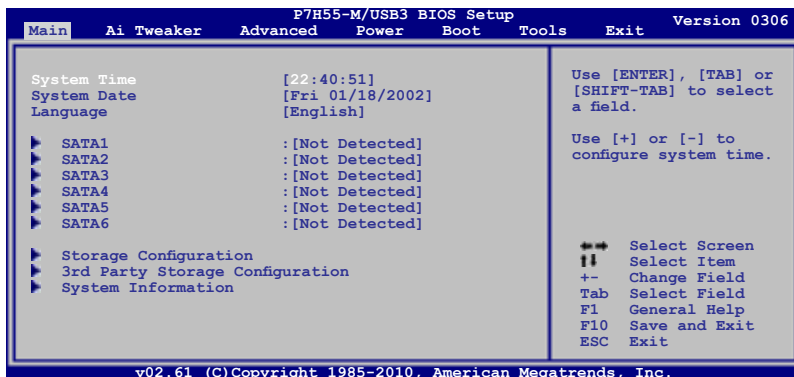 P7H55-M/USB3 BIOS Setup Version 0306
Main Ai Tweaker Advanced Power Boot Tools Exit
System Time [22:40:51]
System Date [Fri 01/18/2002]
Language [English]
SATA1 :[Not Detected]
SATA2 :[Not Detected]
SATA3 :[Not Detected]
SATA4 :[Not Detected]
SATA5 :[Not Detected]
SATA6 :[Not Detected]
Storage Configuration
3rd Party Storage Configuration
System Information
Use [ENTER], [TAB] or
[SHIFT-TAB] to select
a field.
Use [+] or [-] to
configure system time.
←→ Select Screen
↑↓ Select Item
+- Change Field
Tab Select Field
F1 General Help
F10 Save and Exit
ESC Exit
v02.61 (C)Copyright 1985-2010, American Megatrends, Inc.